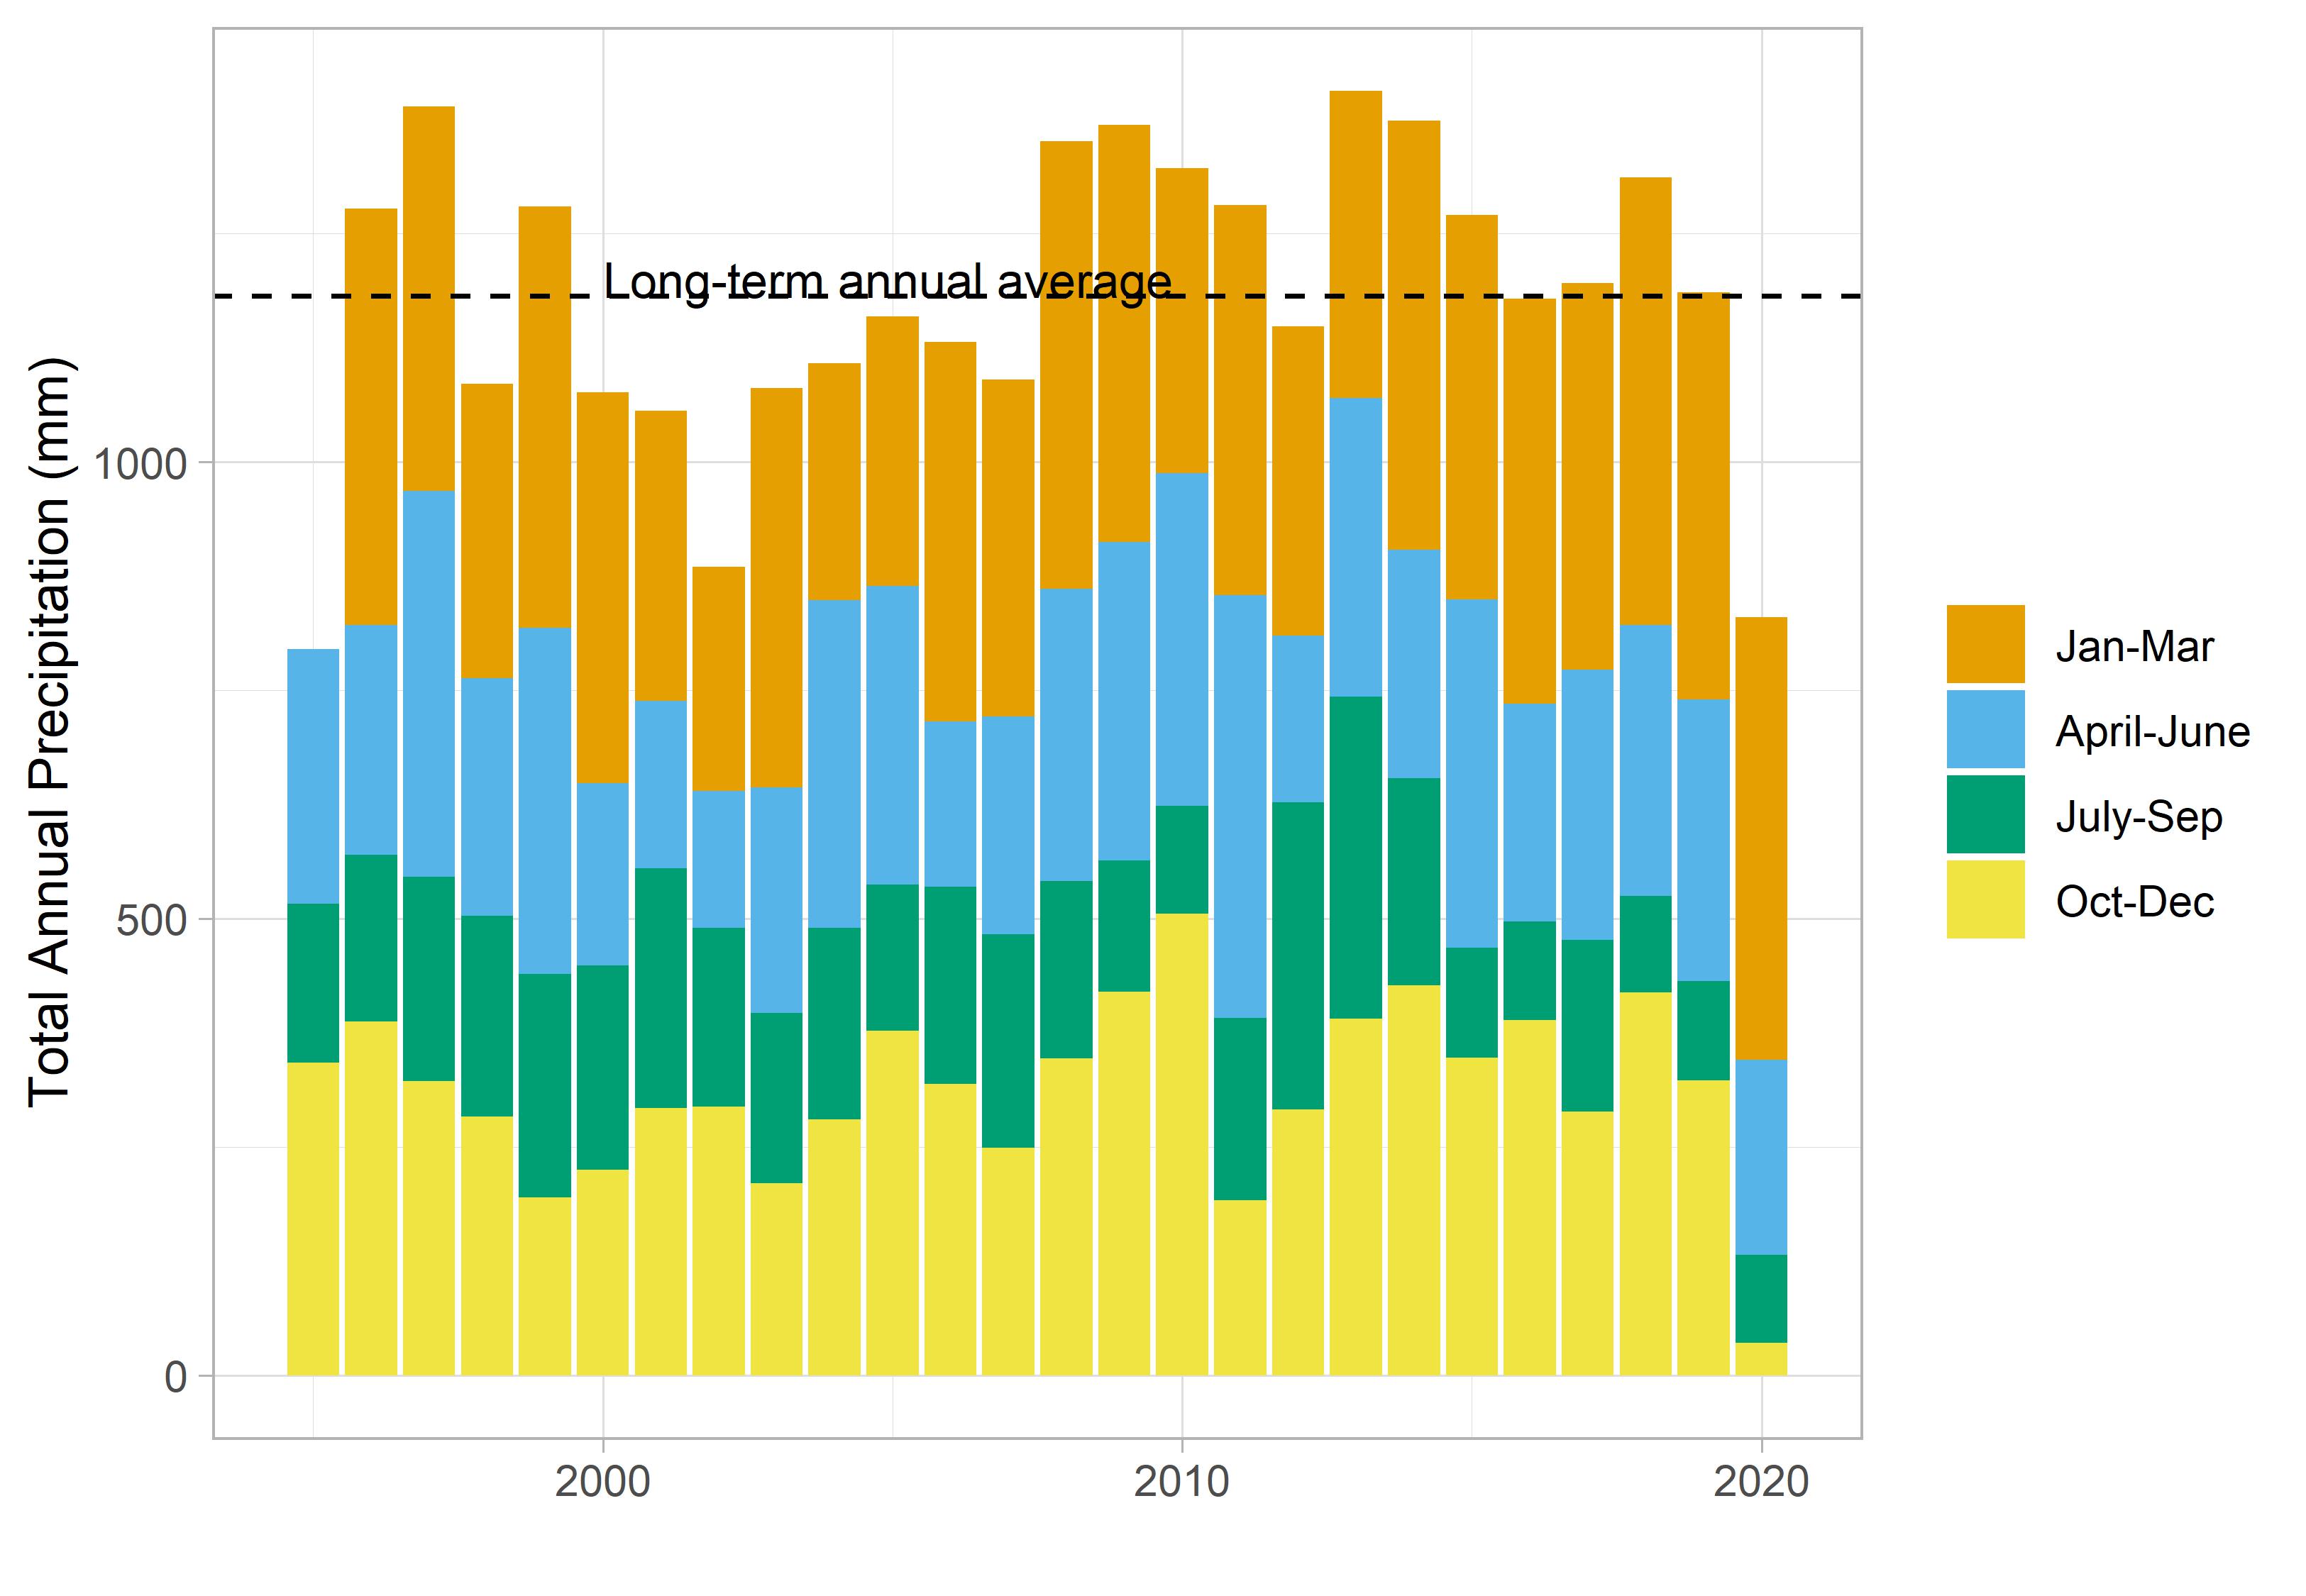 Total Annual Precipitation (mm)
1000
500
0
Long-term annual average
2000
2010
2020
Jan-Mar
April-June
July-Sep
Oct-Dec